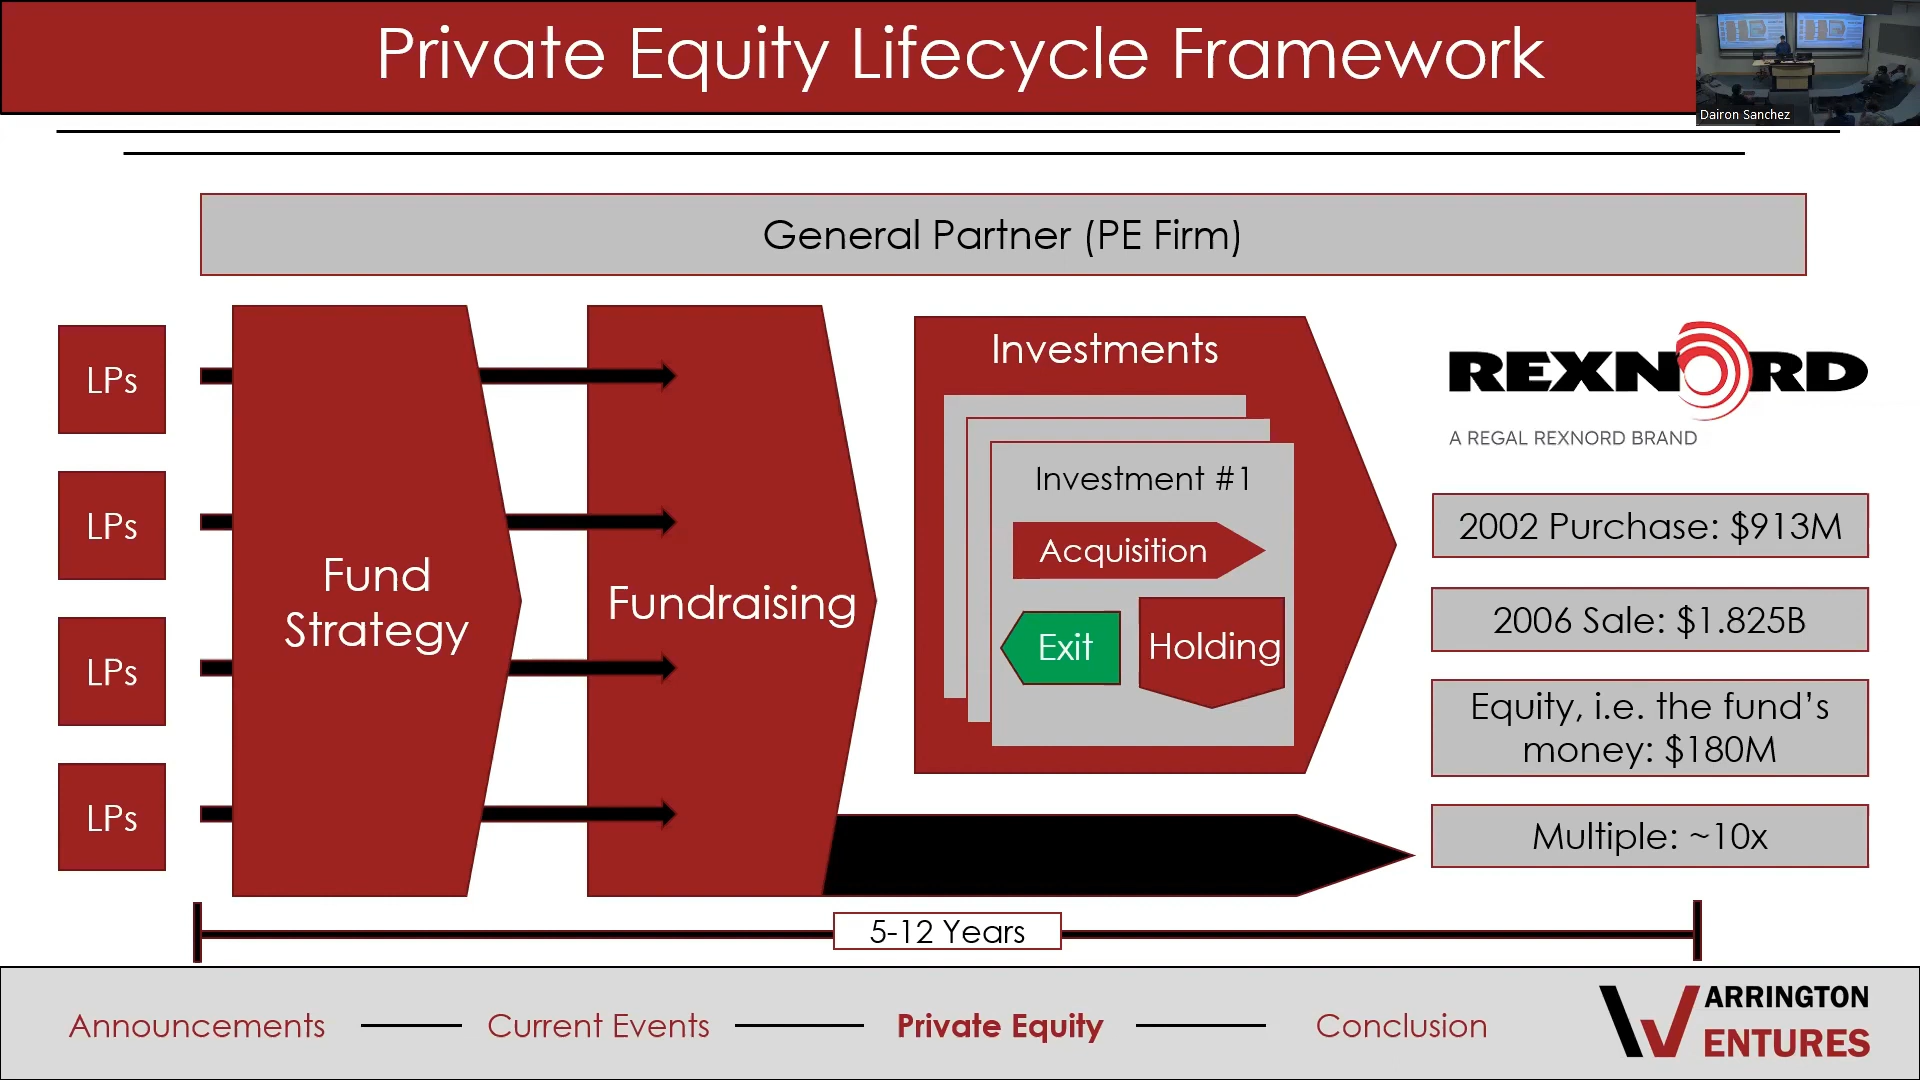 Private Equity Lifecycle Framework
Dairon Sanchez
General Partner (PE Firm)
LPs
LPs
LPs
LPs
Fund
Strategy
Fundraising
Investments
Investment #1
Acquisition
Exit
Holding
REXNORD
A REGAL REXNORD BRAND
2002 Purchase: $913M
2006 Sale: $1.825B
Equity, i.e. the fund’s
money: $180M
Multiple: ~10x
5-12 Years
Announcements
Current Events
Private Equity
Conclusion
WARRINGTON
VENTURES